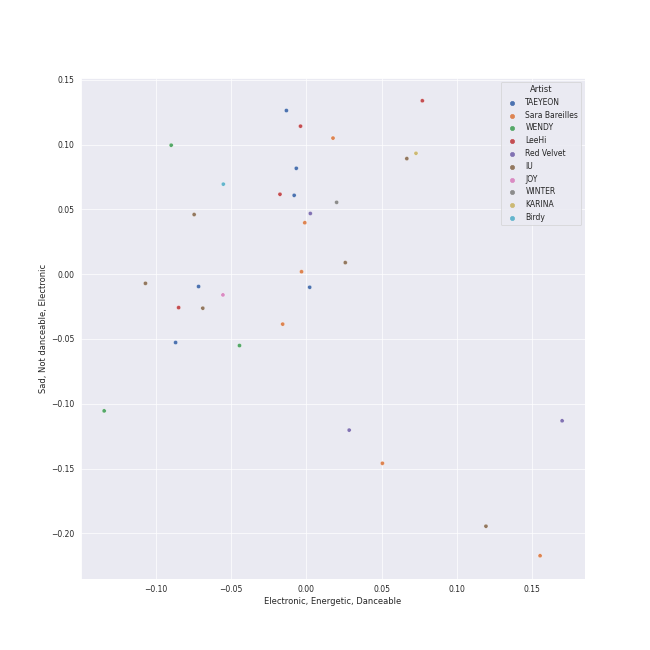 0.15
0.10
0.05
0.00
−0.05
−0.10
−0.15
−0.20
Sad, Not danceable, Electronic
−0.10
−0.05
0.00
0.05
0.10
0.15
Electronic, Energetic, Danceable
Artist
TAEYEON
Sara Bareilles
WENDY
LeeHi
Red Velvet
IU
JOY
WINTER
KARINA
Birdy